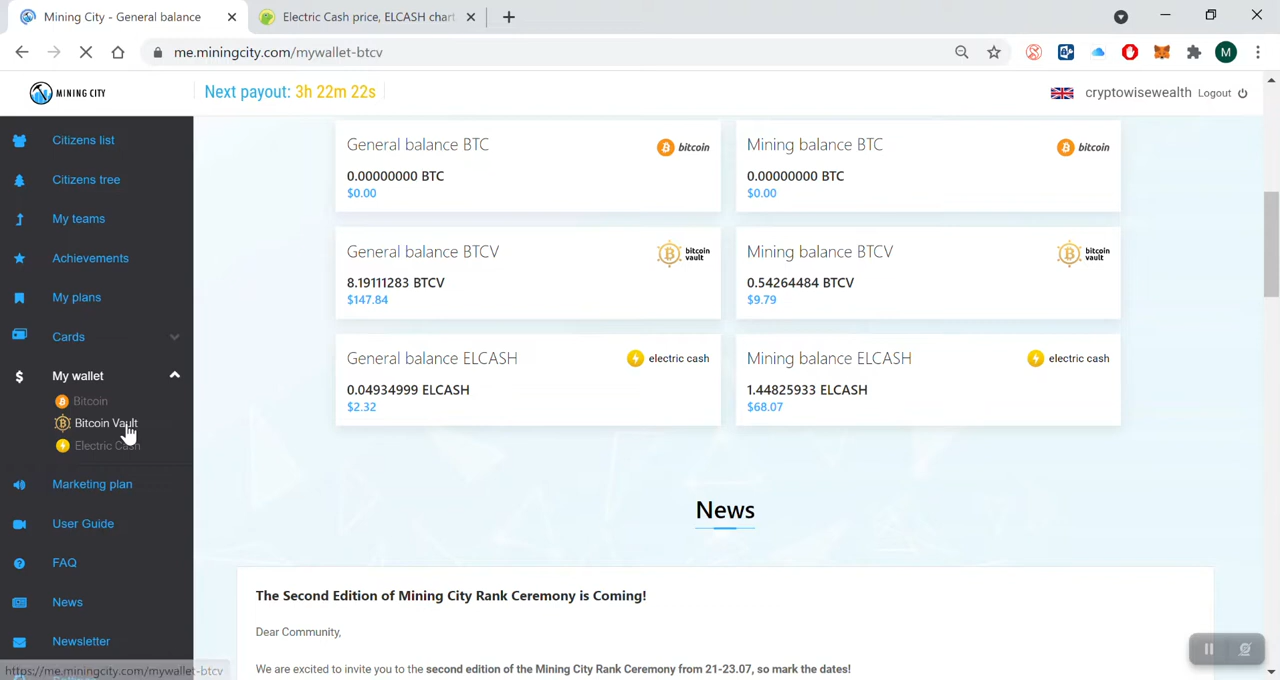 Mining City - General balance
Electric Cash price, ELCASH chart
me.miningcity.com/mywallet-btcv
M
MINING CITY
Next payout: 3h 22m 22s
cryptowisewealth Logout
Citizens list
Citizens tree
My teams
Achievements
My plans
Cards
My wallet
Bitcoin
Bitcoin Vault
Electric Cash
Marketing plan
User Guide
FAQ
News
Newsletter
General balance BTC
bitcoin
0.00000000 BTC
$0.00
Mining balance BTC
bitcoin
0.00000000 BTC
$0.00
General balance BTCV
bitcoin
vault
8.19111283 BTCV
$147.84
Mining balance BTCV
bitcoin
vault
0.54264484 BTCV
$9.79
General balance ELCASH
electric cash
0.04934999 ELCASH
$2.32
Mining balance ELCASH
electric cash
1.44825933 ELCASH
$68.07
News
The Second Edition of Mining City Rank Ceremony is Coming!
Dear Community,
We are excited to invite you to the second edition of the Mining City Rank Ceremony from 21-23.07, so mark the dates!
https://me.miningcity.com/mywallet-btcv